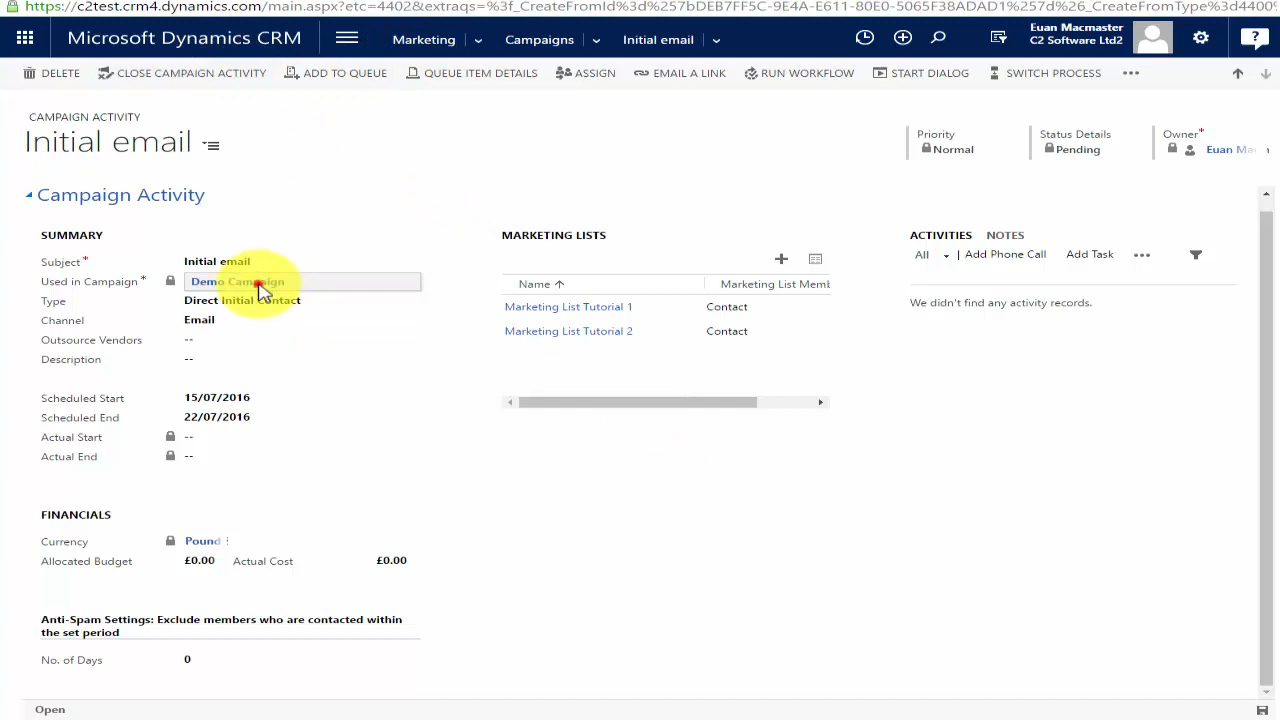 https://c2test.crm4.dynamics.com/main.aspx?etc=4402&extraqs=%3f_CreateFromId%3d%257bDEB7FF5C-9E4A-E611-80E0-5065F38ADAD1%257d%26_CreateFromType%3d4400%
Microsoft Dynamics CRM
Marketing
Campaigns
Initial email
Euan Macmaster
C2 Software Ltd2
DELETE
CLOSE CAMPAIGN ACTIVITY
ADD TO QUEUE
QUEUE ITEM DETAILS
ASSIGN
EMAIL A LINK
RUN WORKFLOW
START DIALOG
SWITCH PROCESS
CAMPAIGN ACTIVITY
Initial email
Priority
Normal
Status Details
Pending
Owner*
Euan Ma
Campaign Activity
SUMMARY
Subject* Initial email
Used in Campaign * Demo Campaign
Type Direct Initial Contact
Channel Email
Outsource Vendors --
Description --
Scheduled Start 15/07/2016
Scheduled End 22/07/2016
Actual Start --
Actual End --
FINANCIALS
Currency Pound
Allocated Budget £0.00 Actual Cost £0.00
Anti-Spam Settings: Exclude members who are contacted within
the set period
No. of Days 0
MARKETING LISTS
Name Marketing List Memb
Marketing List Tutorial 1 Contact
Marketing List Tutorial 2 Contact
ACTIVITIES NOTES
All | Add Phone Call Add Task
We didn't find any activity records.
Open